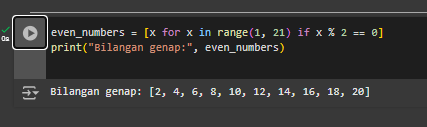 even_numbers = [x for x in range(1, 21) if x % 2 == 0]
print("Bilangan genap:", even_numbers)
0s
Bilangan genap: [2, 4, 6, 8, 10, 12, 14, 16, 18, 20]